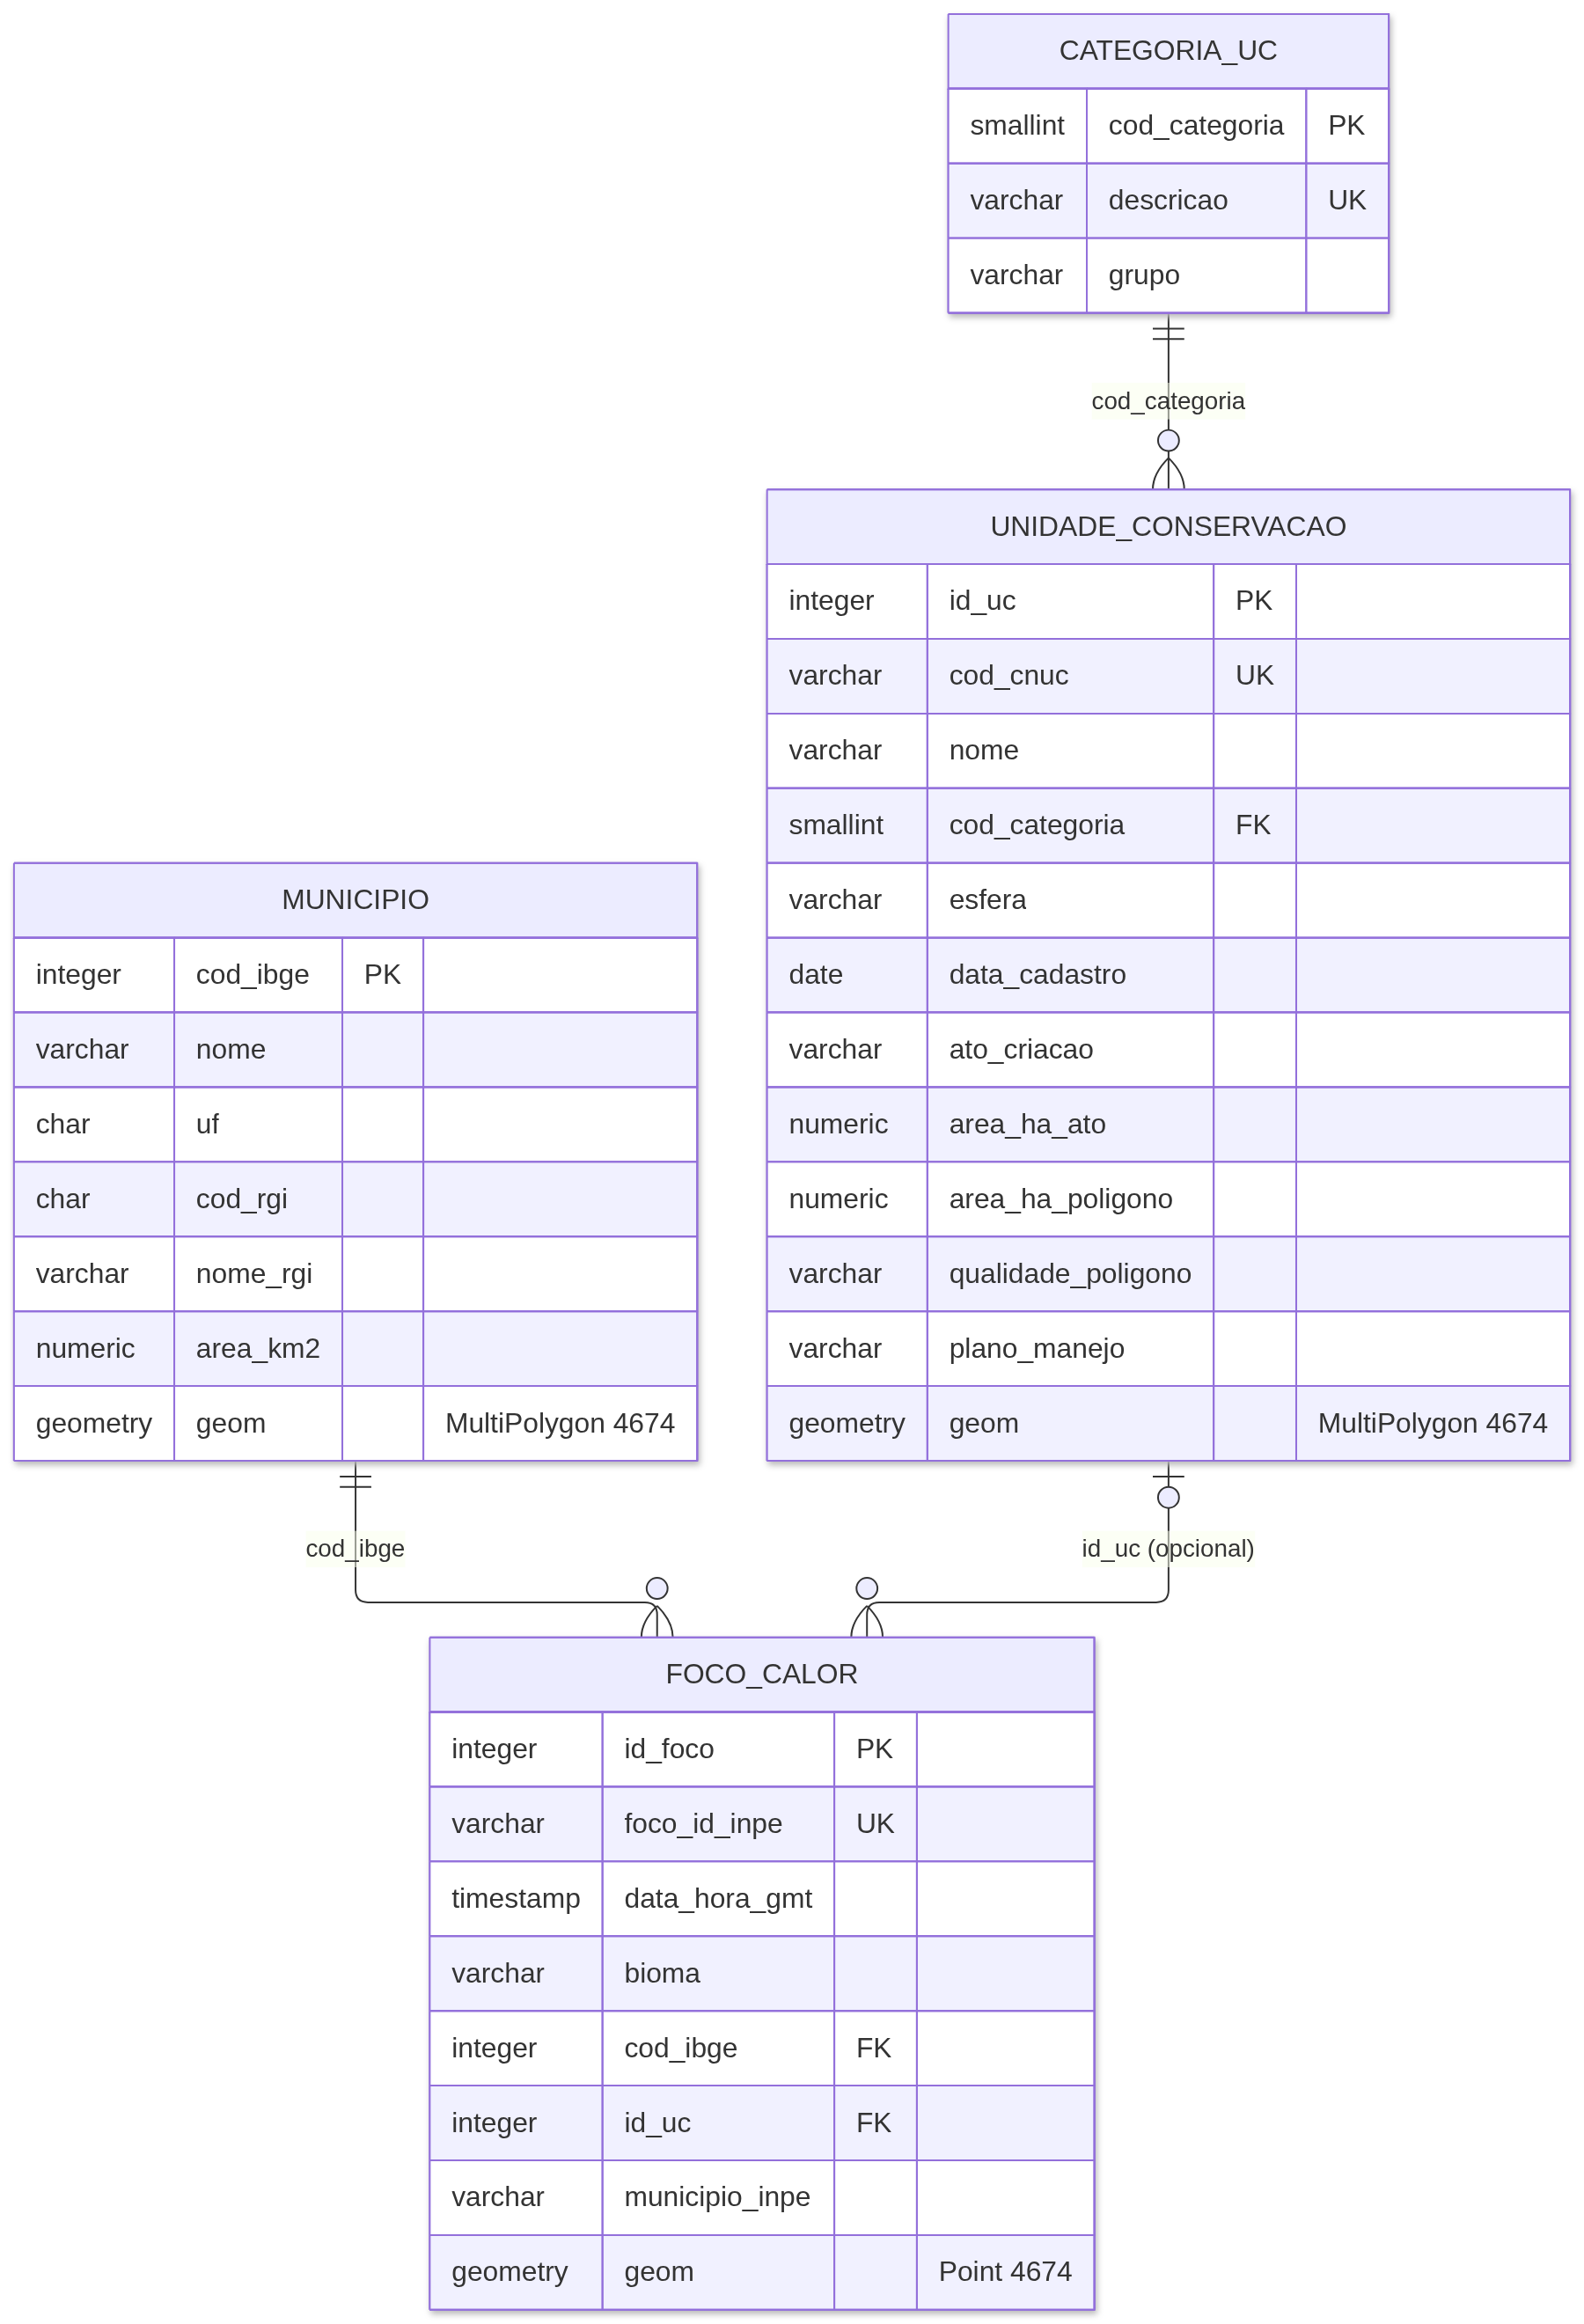 CATEGORIA_UC
smallint cod_categoria PK
varchar descricao UK
varchar grupo
cod_categoria
UNIDADE_CONSERVACAO
integer id_uc PK
varchar cod_cnuc UK
varchar nome
smallint cod_categoria FK
varchar esfera
date data_cadastro
varchar ato_criacao
numeric area_ha_ato
numeric area_ha_poligono
varchar qualidade_poligono
varchar plano_manejo
geometry geom MultiPolygon 4674
MUNICIPIO
integer cod_ibge PK
varchar nome
char uf
char cod_rgi
varchar nome_rgi
numeric area_km2
geometry geom MultiPolygon 4674
cod_ibge
id_uc (opcional)
FOCO_CALOR
integer id_foco PK
varchar foco_id_inpe UK
timestamp data_hora_gmt
varchar bioma
integer cod_ibge FK
integer id_uc FK
varchar municipio_inpe
geometry geom Point 4674